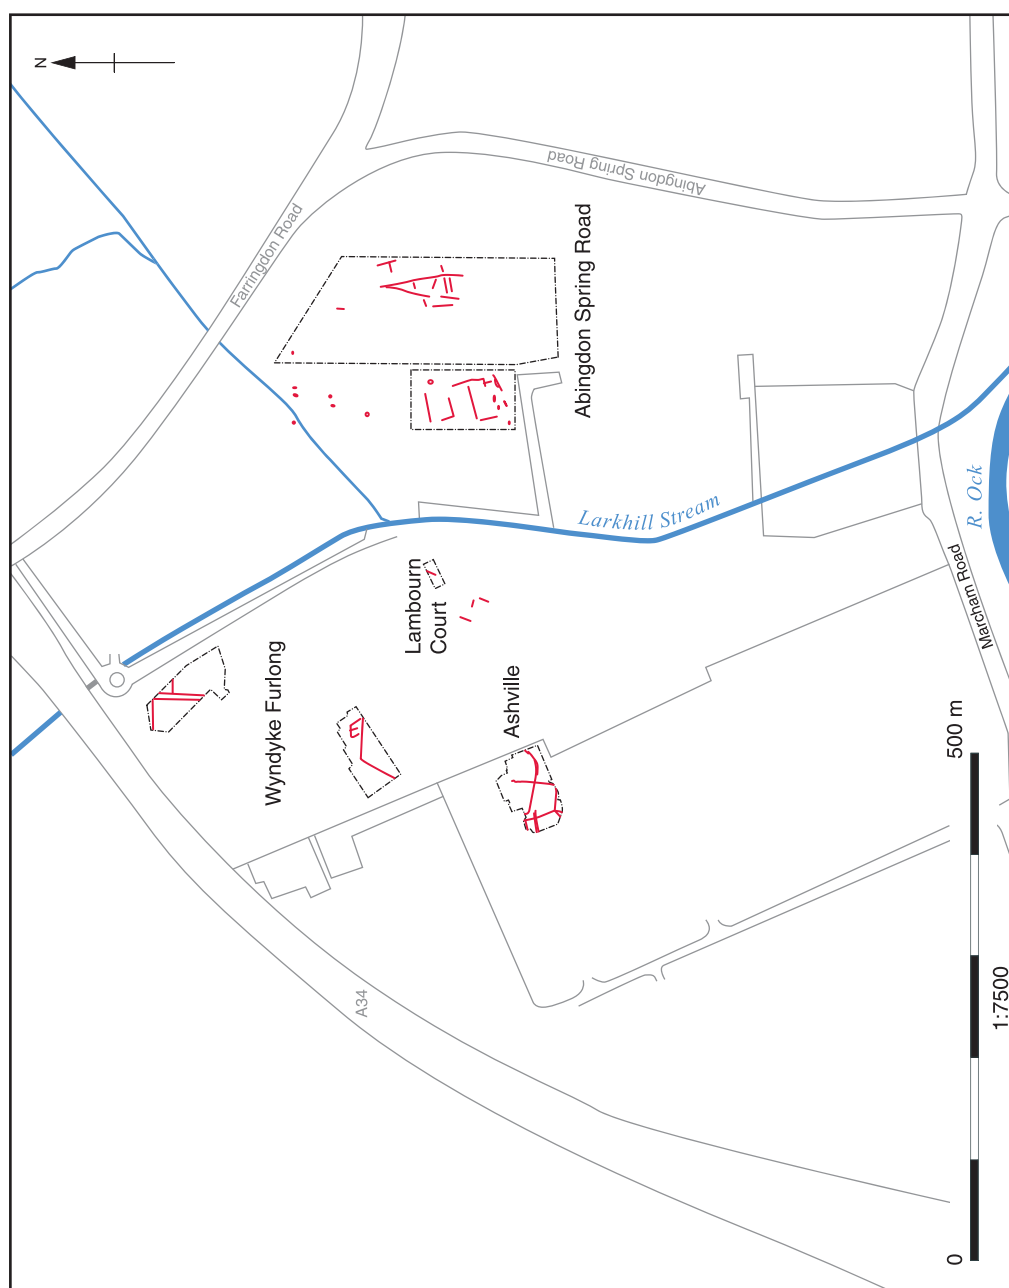 N
Farringdon Road
Abingdon Spring Road
Abingdon Spring Road
Larkhill Stream
R. Ock
Lambourn
Court
Marcham Road
Wyndyke Furlong
Ashville
A34
0
500 m
1:7500